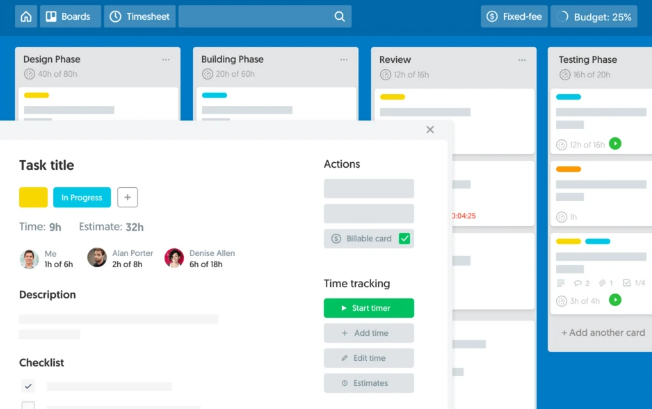 Boards
Timesheet
Fixed-fee
Budget: 25%
Design Phase
40h of 80h
Building Phase
20h of 60h
Review
12h of 16h
Testing Phase
16h of 20h
12h of 16h
1h
2 1 1/4
3h of 4h
+ Add another card
0:04:25
Task title
In Progress
+
Time: 9h Estimate: 32h
Me
1h of 6h
Alan Porter
2h of 8h
Denise Allen
6h of 18h
Description
Checklist
Actions
Billable card
Time tracking
Start timer
+ Add time
Edit time
Estimates